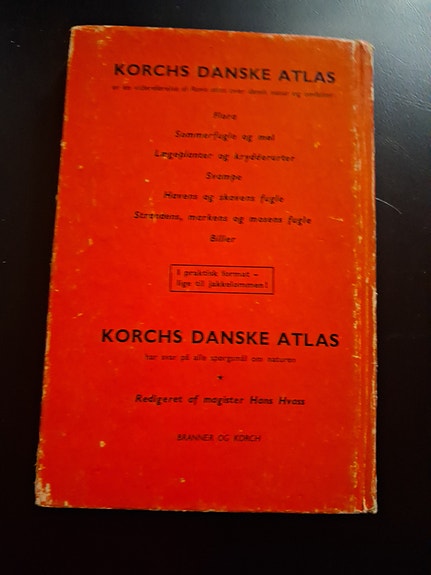 KORCHS DANSKE ATLAS
er en
Flora
Sommerfugle og møl
Lægeplanter og krydderurter
Svampe
Havens og skovens fugle
Strandens, markens og mosens fugle
Biller
I praktisk format –
lige til jakkelommen!
KORCHS DANSKE ATLAS
har svar på alle spørgsmål om naturen
Redigeret af magister Hans Hvass
BRANNER OG KORCH